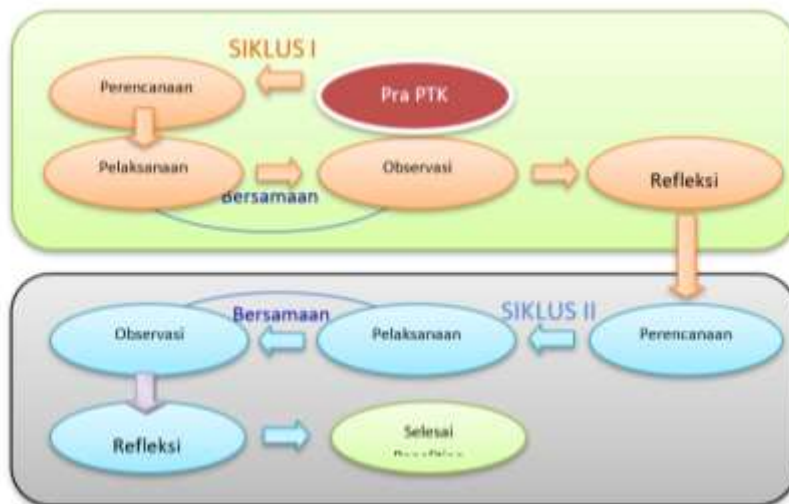 SIKLUS I
Pra PTK
Perencanaan
Pelaksanaan
Bersamaan
Observasi
Refleksi
SIKLUS II
Perencanaan
Pelaksanaan
Bersamaan
Observasi
Refleksi
Selesai